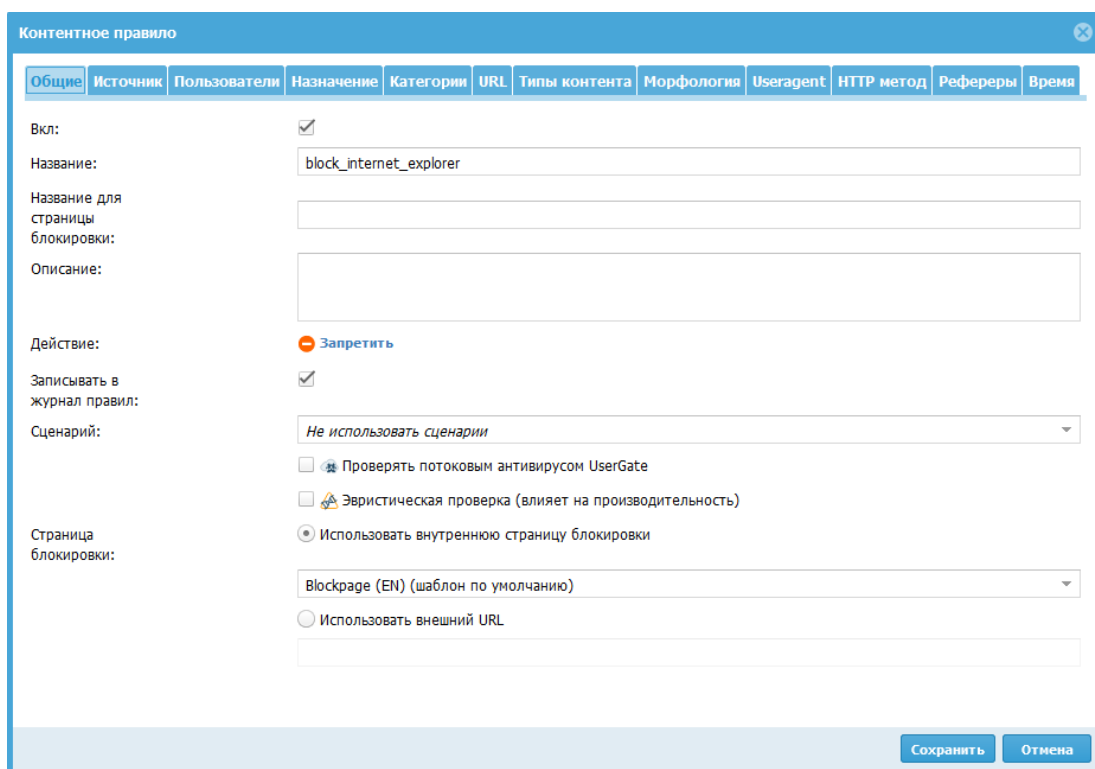 Контентное правило
Общие Источник Пользователи Назначение Категории URL Типы контента Морфология Useragent HTTP метод Рефереры Время
Вкл:
Название: block_internet_explorer
Название для
страницы
блокировки:
Описание:
Действие: Запретить
Записывать в
журнал правил:
Сценарий: Не использовать сценарии
Проверять потоковым антивирусом UserGate
Эвристическая проверка (влияет на производительность)
Страница
блокировки:
Использовать внутреннюю страницу блокировки
Blockpage (EN) (шаблон по умолчанию)
Использовать внешний URL
Сохранить Отмена